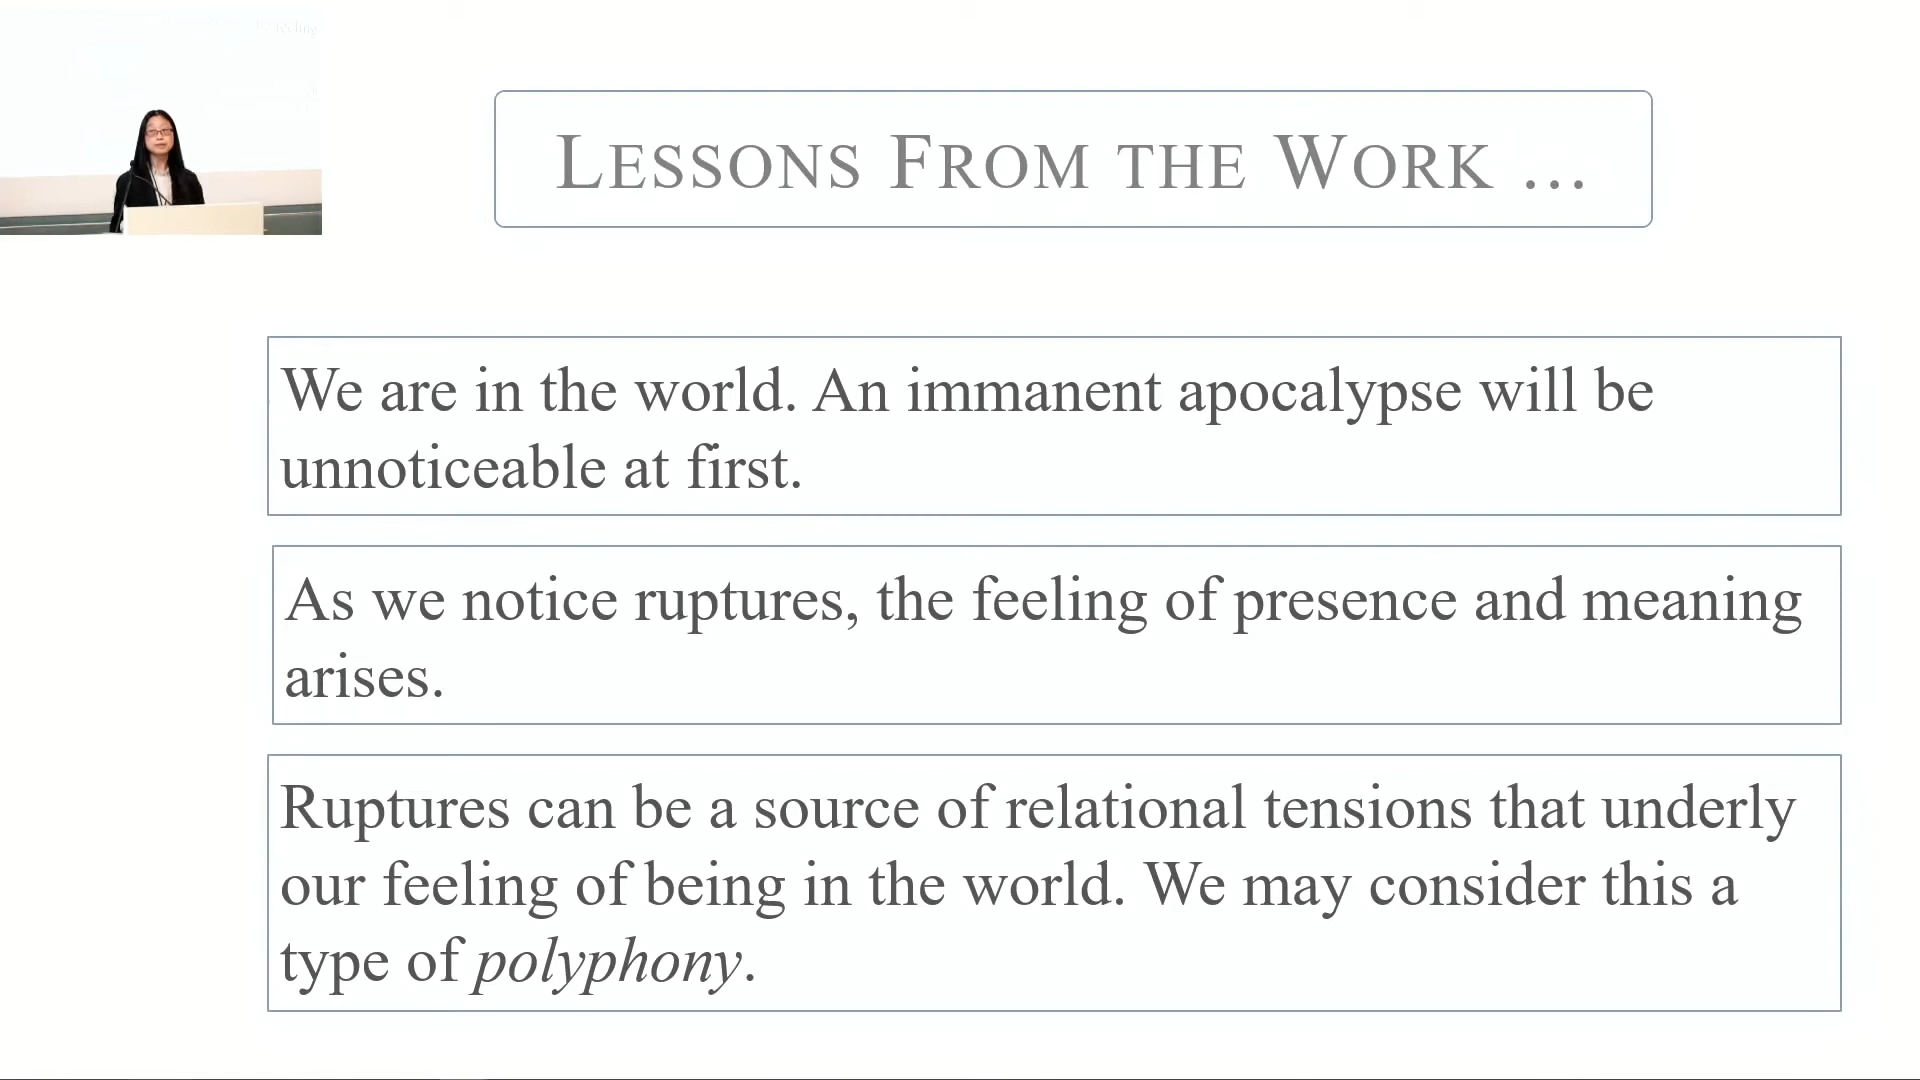 LESSONS FROM THE WORK ...
We are in the world. An immanent apocalypse will be
unnoticeable at first.
As we notice ruptures, the feeling of presence and meaning
arises.
Ruptures can be a source of relational tensions that underly
our feeling of being in the world. We may consider this a
type of polyphony.